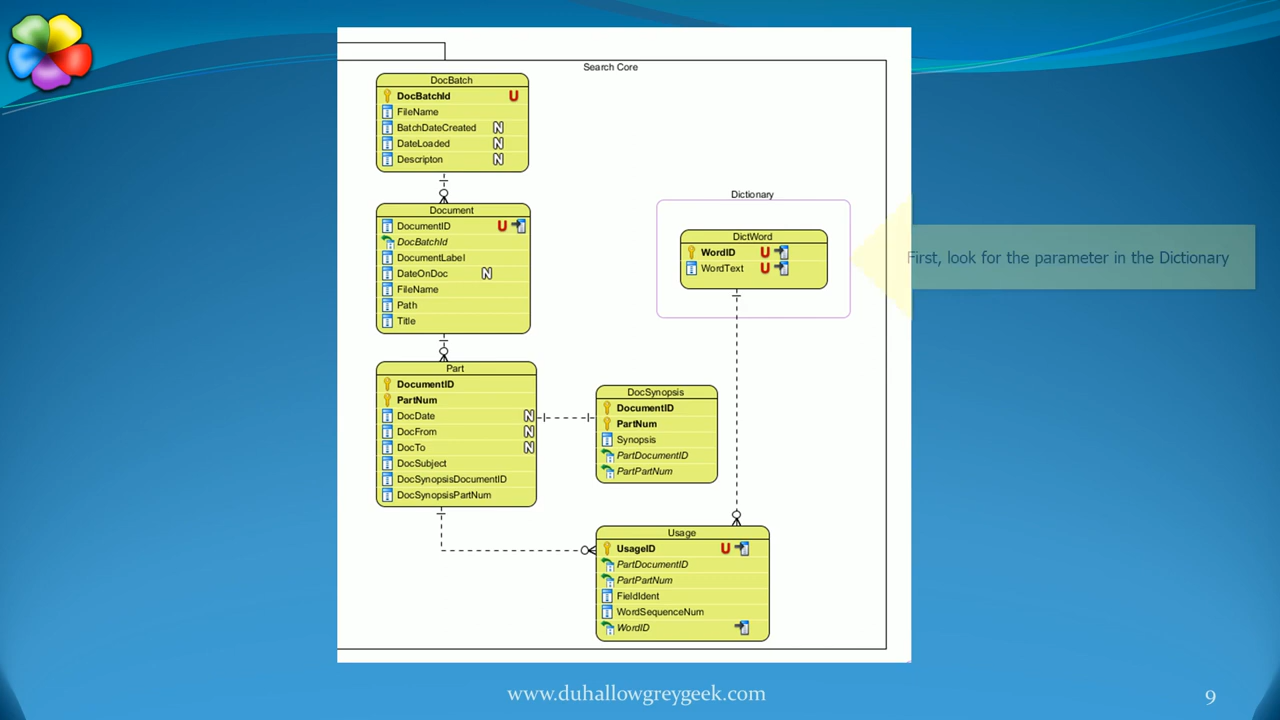 Search Core
DocBatch
DocBatchId U
FileName
BatchDateCreated N
DateLoaded N
Descripton N
Document
DocumentID U
DocBatchId
DocumentLabel
DateOnDoc N
FileName
Path
Title
Dictionary
DictWord
WordID U
WordText U
First, look for the parameter in the Dictionary
Part
DocumentID
PartNum
DocDate N
DocFrom N
DocTo N
DocSubject
DocSynopsisDocumentID
DocSynopsisPartNum
DocSynopsis
DocumentID
PartNum
Synopsis
PartDocumentID
PartPartNum
Usage
UsageID U
PartDocumentID
PartPartNum
FieldIdent
WordSequenceNum
WordID
www.duhallowgreygeek.com
9